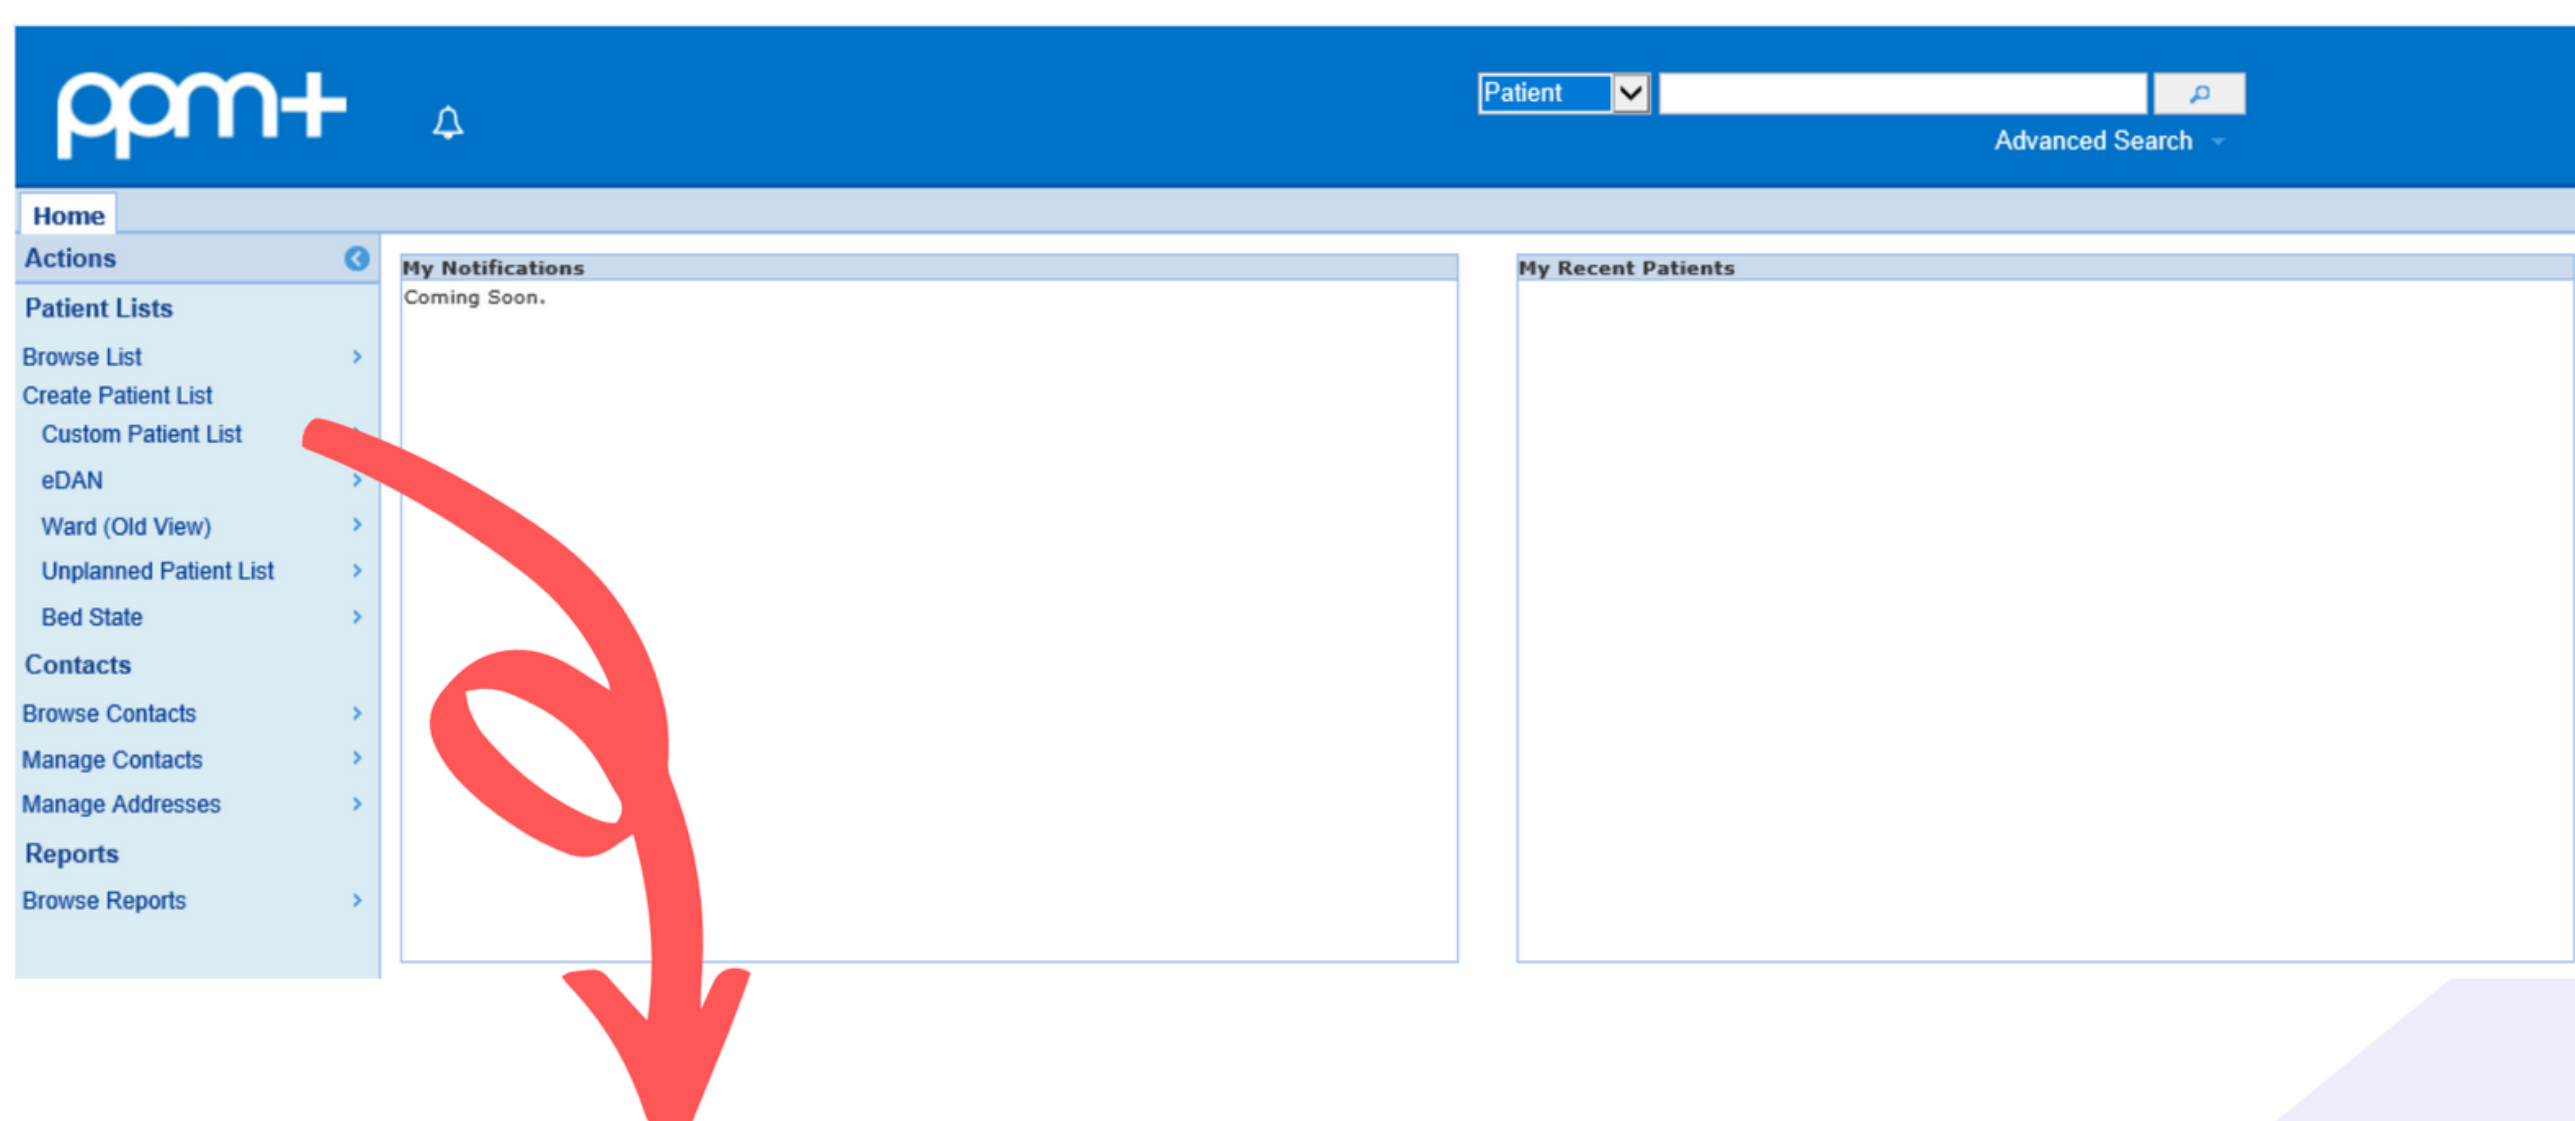 ppm+
Patient
Advanced Search
Home
Actions
Patient Lists
Browse List
Create Patient List
Custom Patient List
eDAN
Ward (Old View)
Unplanned Patient List
Bed State
Contacts
Browse Contacts
Manage Contacts
Manage Addresses
Reports
Browse Reports
My Notifications
Coming Soon.
My Recent Patients